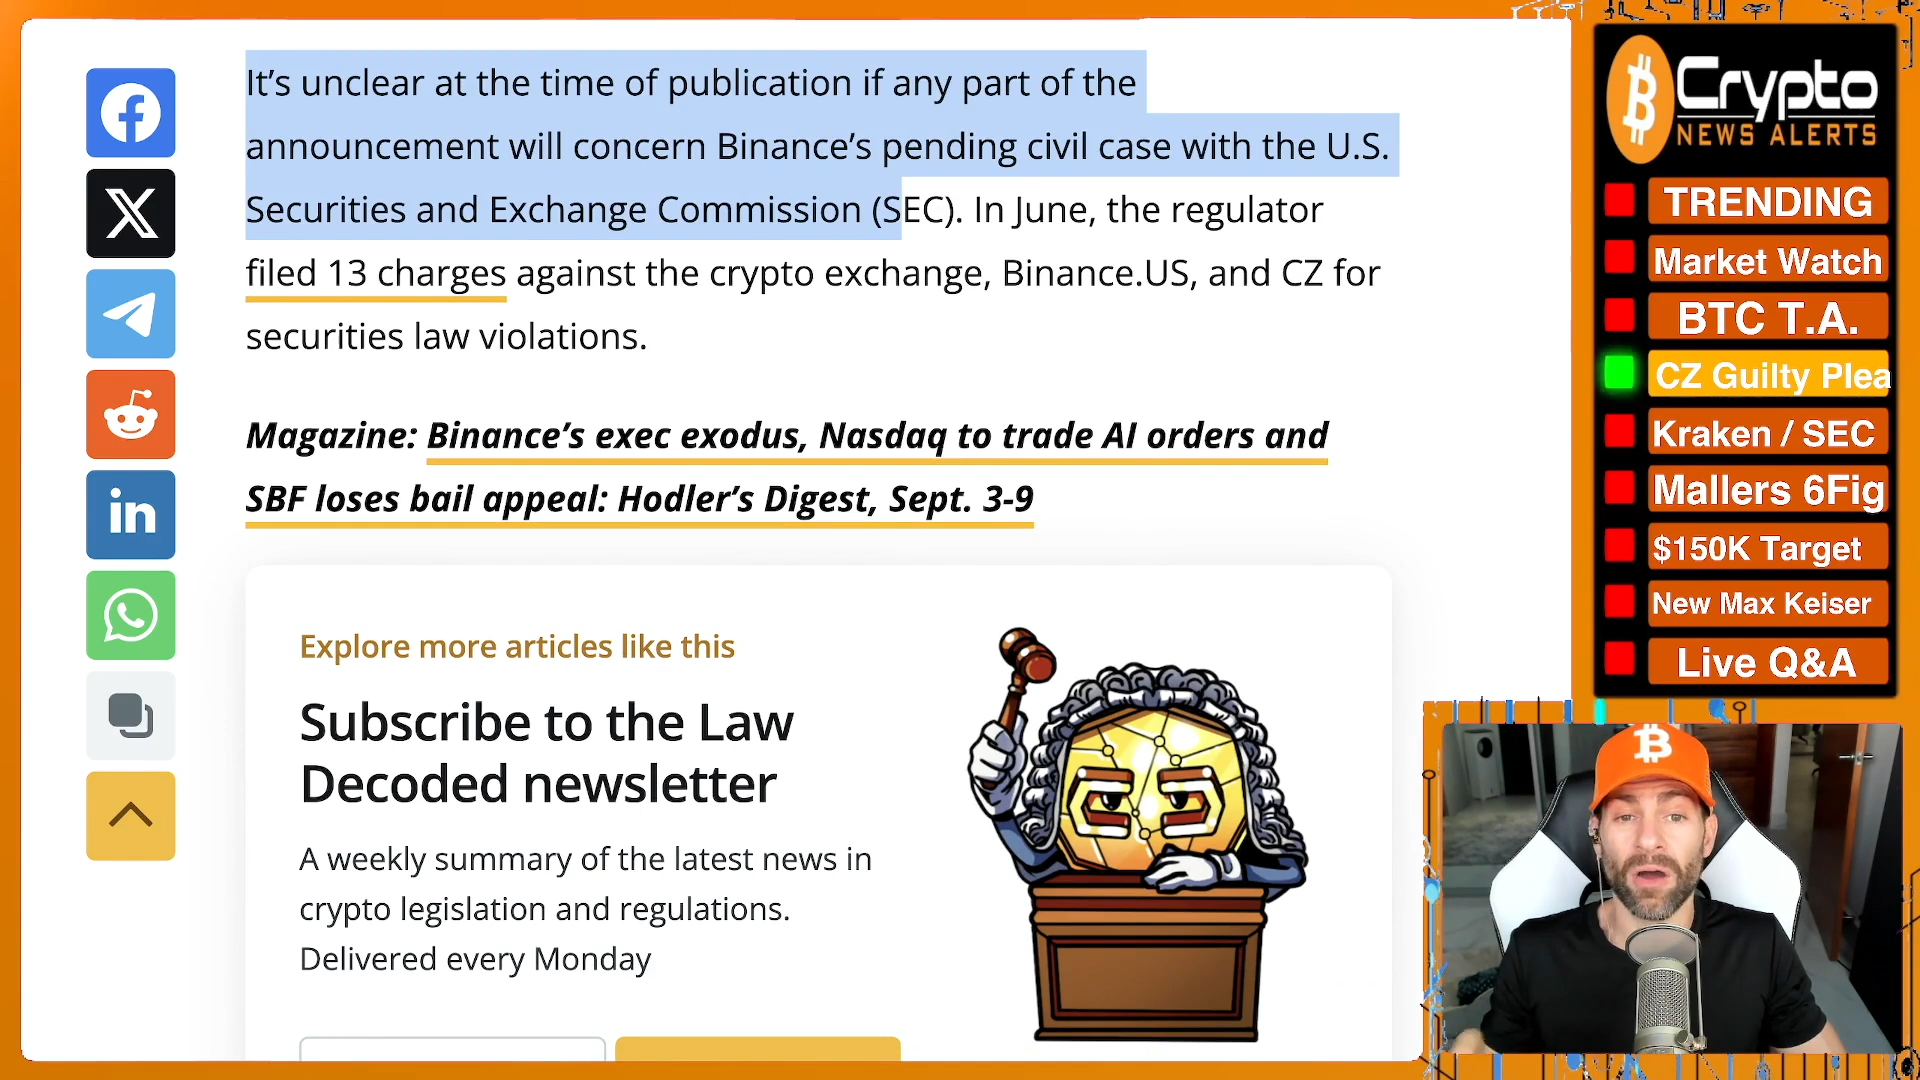 It’s unclear at the time of publication if any part of the
announcement will concern Binance’s pending civil case with the U.S.
Securities and Exchange Commission (SEC). In June, the regulator
filed 13 charges against the crypto exchange, Binance.US, and CZ for
securities law violations.
Magazine: Binance’s exec exodus, Nasdaq to trade AI orders and
SBF loses bail appeal: Hodler’s Digest, Sept. 3-9
Explore more articles like this
Subscribe to the Law
Decoded newsletter
A weekly summary of the latest news in
crypto legislation and regulations.
Delivered every Monday
Crypto
NEWS ALERTS
TRENDING
Market Watch
BTC T.A.
CZ Guilty Plea
Kraken / SEC
Mallers 6Fig
$150K Target
New Max Keiser
Live Q&A